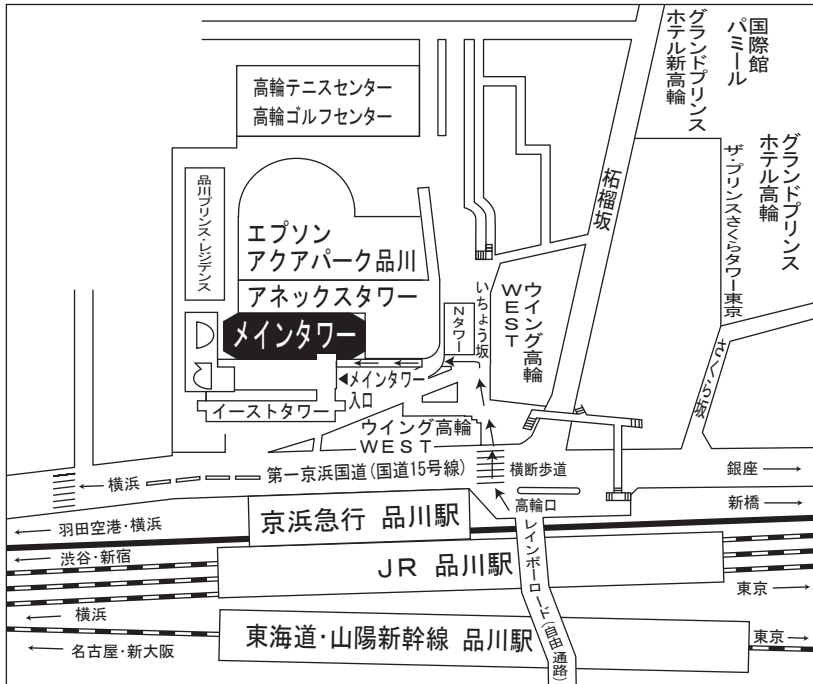 国際館
パミール
グランドプリンス
ホテル新高輪
高輪テニスセンター
高輪ゴルフセンター
グランドプリンス
ホテル高輪
ザ・プリンスさくらタワー東京
柘榴坂
品川プリンス・レジデンス
エプソン
アクアパーク品川
アネックスタワー
メインタワー
Nタワー
いちょう坂
ウイング高輪
WEST
さくら坂
メインタワー
入口
イーストタワー
ウイング高輪
WEST
横浜
第一京浜国道(国道15号線)
横断歩道
銀座
高輪口
新橋
羽田空港・横浜
京浜急行 品川駅
渋谷・新宿
JR 品川駅
レインボーロード(自由通路)
東京
横浜
東海道・山陽新幹線 品川駅
東京
名古屋・新大阪